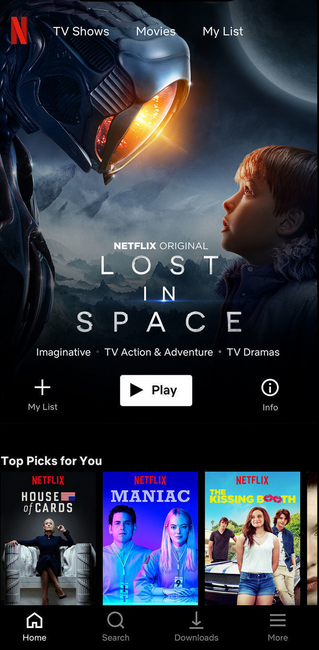 N
TV Shows Movies My List
NETFLIX ORIGINAL
LOST
IN
SPACE
Imaginative • TV Action & Adventure • TV Dramas
My List
Play
Info
Top Picks for You
NETFLIX
HOUSE
of CARDS
NETFLIX
MANIAC
NETFLIX
THE
KISSING BOOTH
Home Search Downloads More